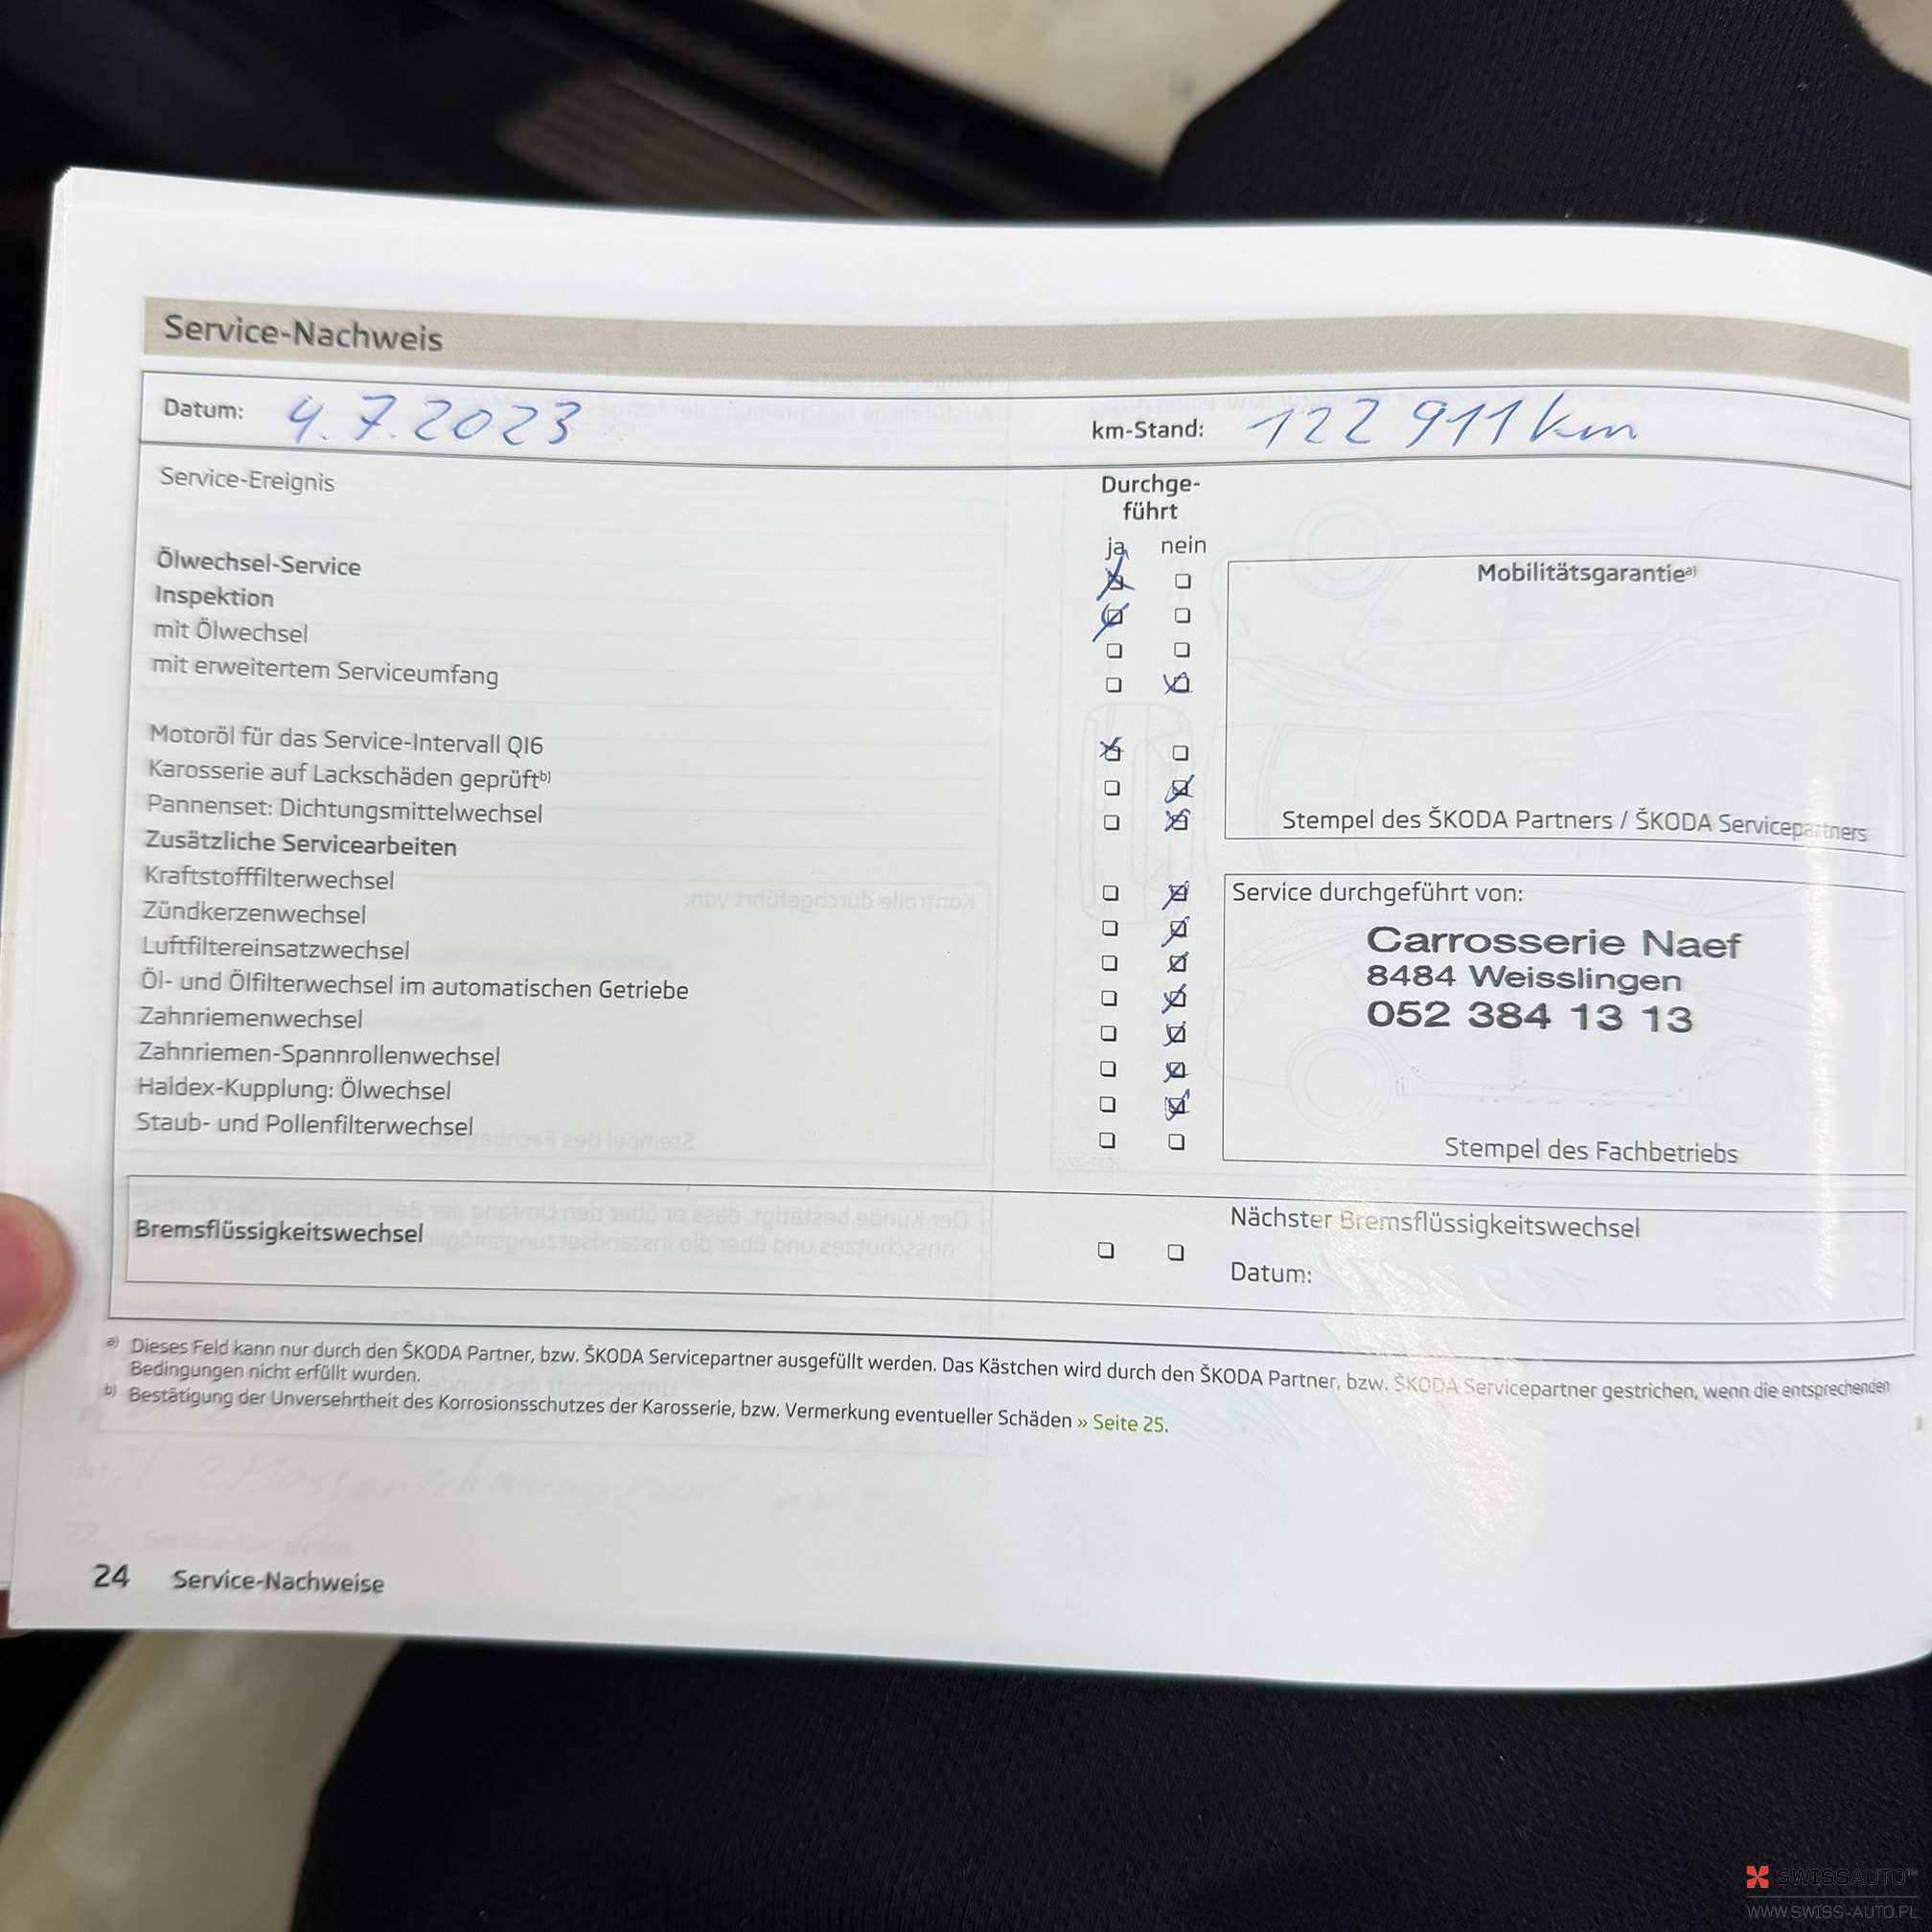 Service-Nachweis
Datum: 4.7.2023 km-Stand: 122 911 km
Service-Ereignis Durchge-
führt
ja nein
Ölwechsel-Service
Inspektion
mit Ölwechsel
mit erweitertem Serviceumfang
Motoröl für das Service-Intervall QI6
Karosserie auf Lackschäden geprüft b)
Pannenset: Dichtungsmittelwechsel
Zusätzliche Servicearbeiten
Kraftstofffilterwechsel
Zündkerzenwechsel
Luftfiltereinsatzwechsel
Öl- und Ölfilterwechsel im automatischen Getriebe
Zahnriemenwechsel
Zahnriemen-Spannrollenwechsel
Haldex-Kupplung: Ölwechsel
Staub- und Pollenfilterwechsel
Mobilitätsgarantie a)
Stempel des ŠKODA Partners / ŠKODA Servicepartners
Service durchgeführt von:
Carrosserie Naef
8484 Weisslingen
052 384 13 13
Stempel des Fachbetriebs
Bremsflüssigkeitswechsel
Nächster Bremsflüssigkeitswechsel
Datum:
a) Dieses Feld kann nur durch den ŠKODA Partner, bzw. ŠKODA Servicepartner ausgefüllt werden. Das Kästchen wird durch den ŠKODA Partner, bzw. ŠKODA Servicepartner gestrichen, wenn die entsprechenden
Bedingungen nicht erfüllt wurden.
b) Bestätigung der Unversehrtheit des Korrosionsschutzes der Karosserie, bzw. Vermerkung eventueller Schäden » Seite 25.
24 Service-Nachweise
SWISSAUTO
WWW.SWISS-AUTO.PL